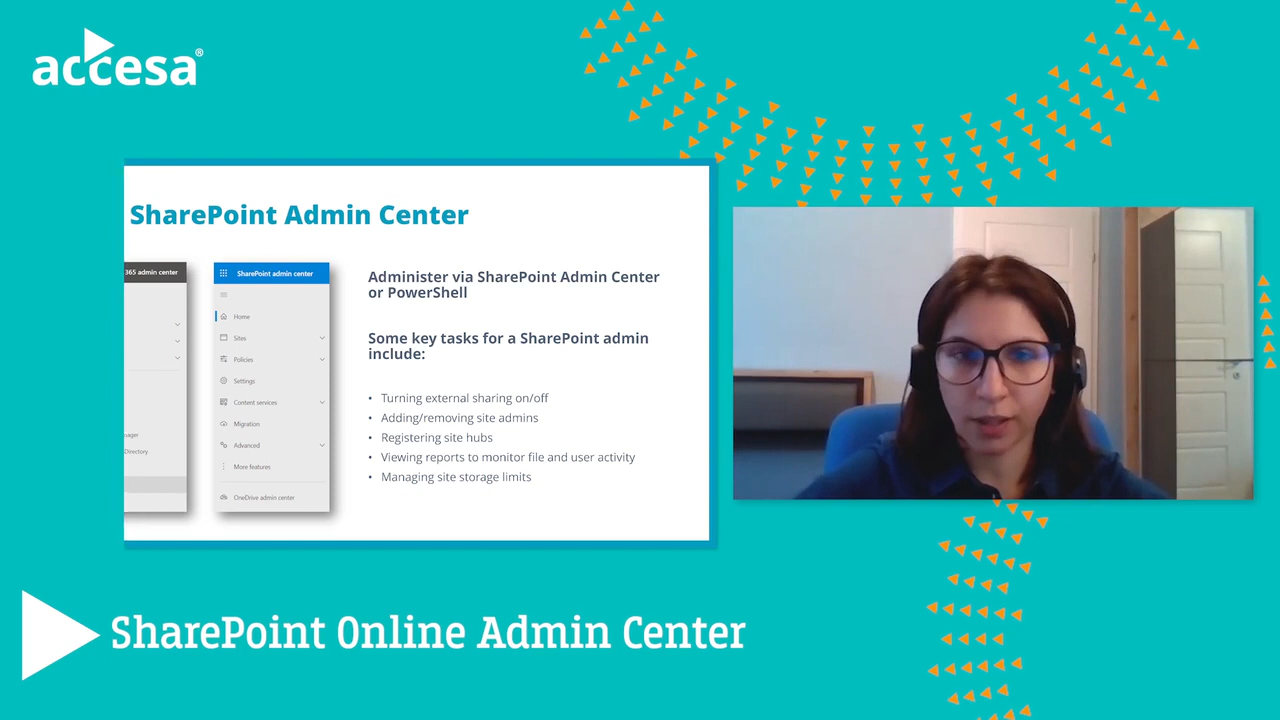 accesa®
SharePoint Admin Center
365 admin center
SharePoint admin center
Home
Sites
Policies
Settings
Content services
Migration
Advanced
More features
OneDrive admin center
Directory
Administer via SharePoint Admin Center
or PowerShell
Some key tasks for a SharePoint admin
include:
• Turning external sharing on/off
• Adding/removing site admins
• Registering site hubs
• Viewing reports to monitor file and user activity
• Managing site storage limits
SharePoint Online Admin Center